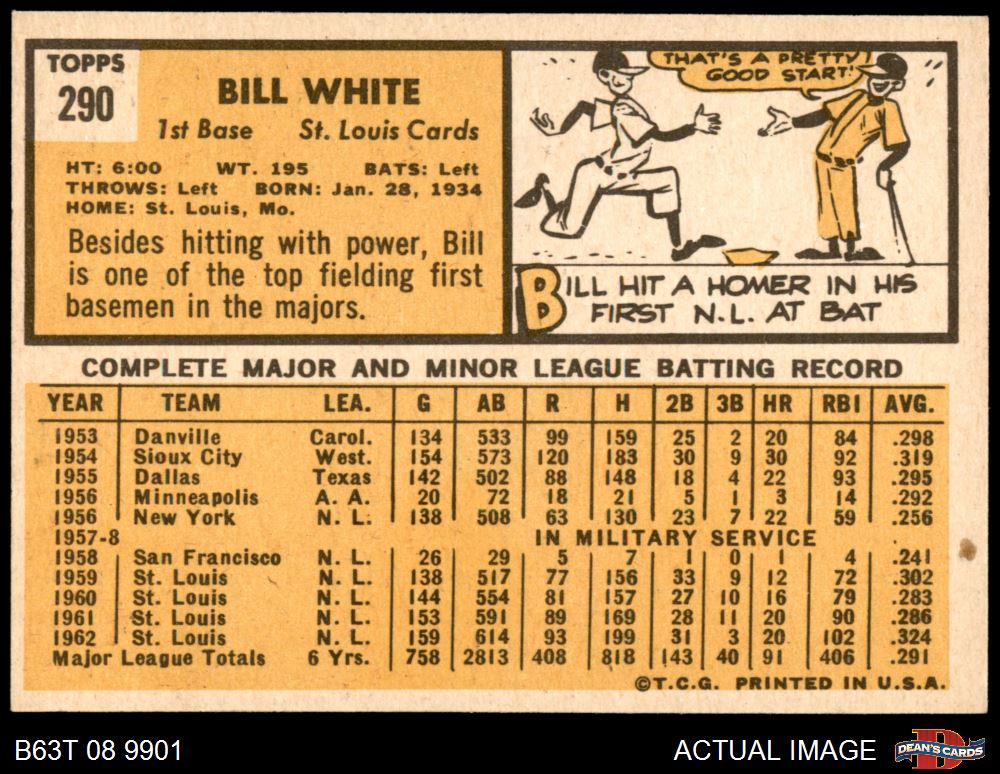 TOPPS
290
BILL WHITE
1st Base St. Louis Cards
HT: 6:00 WT. 195 BATS: Left
THROWS: Left BORN: Jan. 28, 1934
HOME: St. Louis, Mo.
Besides hitting with power, Bill
is one of the top fielding first
basemen in the majors.
THAT'S A PRETTY
GOOD START!
BILL HIT A HOMER IN HIS
FIRST N.L. AT BAT
COMPLETE MAJOR AND MINOR LEAGUE BATTING RECORD
YEAR TEAM LEA. G AB R H 2B 3B HR RBI AVG.
1953 Danville Carol. 134 533 99 159 25 2 20 84 .298
1954 Sioux City West. 154 573 120 183 30 9 30 92 .319
1955 Dallas Texas 142 502 88 148 18 4 22 93 .295
1956 Minneapolis A. A. 20 72 18 21 5 1 3 14 .292
1956 New York N. L. 138 508 63 130 23 7 22 59 .256
1957-8 IN MILITARY SERVICE
1958 San Francisco N. L. 26 29 5 7 1 0 1 4 .241
1959 St. Louis N. L. 138 517 77 156 33 9 12 72 .302
1960 St. Louis N. L. 144 554 81 157 27 10 16 79 .283
1961 St. Louis N. L. 153 591 89 169 28 11 20 90 .286
1962 St. Louis N. L. 159 614 93 199 31 3 20 102 .324
Major League Totals 6 Yrs. 758 2813 408 818 143 40 91 406 .291
©T.C.G. PRINTED IN U.S.A.
B63T 08 9901
ACTUAL IMAGE
DEAN'S CARDS